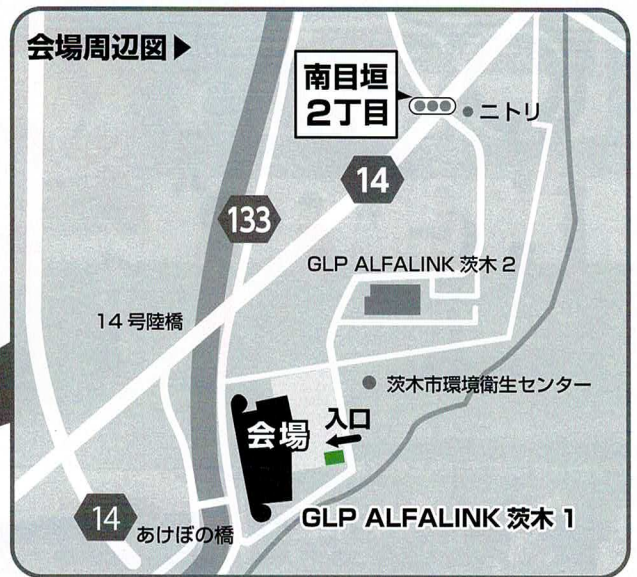 会場周辺図▶
南目垣
2丁目
ニトリ
14
133
GLP ALFALINK 茨木 2
14号陸橋
茨木市環境衛生センター
入口
会場
GLP ALFALINK 茨木 1
14
あけぼの橋